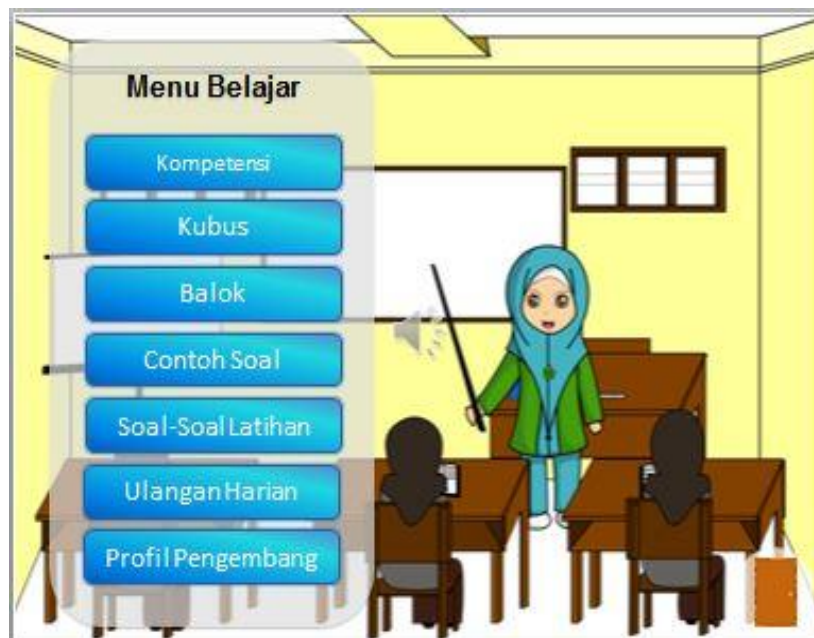 Menu Belajar
Kompetensi
Kubus
Balok
Contoh Soal
Soal-Soal Latihan
Ulangan Harian
Profil Pengembang